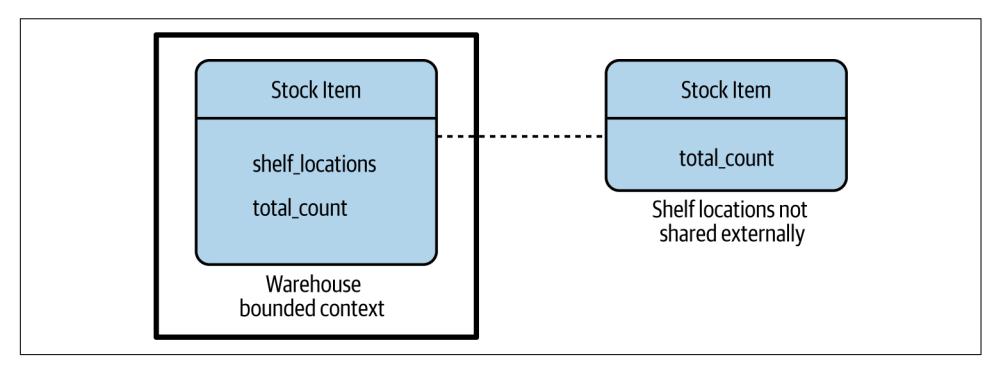 Stock Item
shelf_locations
total_count
Warehouse
bounded context
Stock Item
total_count
Shelf locations not
shared externally